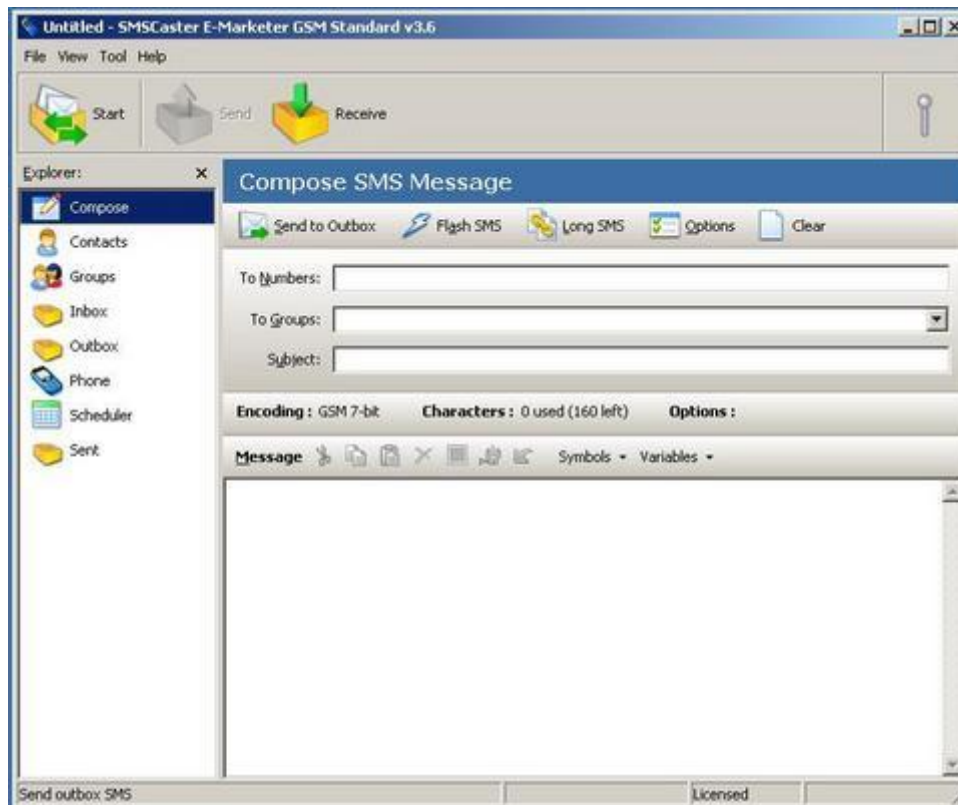 Untitled - SMSCaster E-Marketer GSM Standard v3.6
File View Tool Help
Start Send Receive
Explorer:
Compose
Contacts
Groups
Inbox
Outbox
Phone
Scheduler
Sent
Compose SMS Message
Send to Outbox Flash SMS Long SMS Options Clear
To Numbers:
To Groups:
Subject:
Encoding : GSM 7-bit Characters : 0 used (160 left) Options :
Message Symbols Variables
Send outbox SMS Licensed